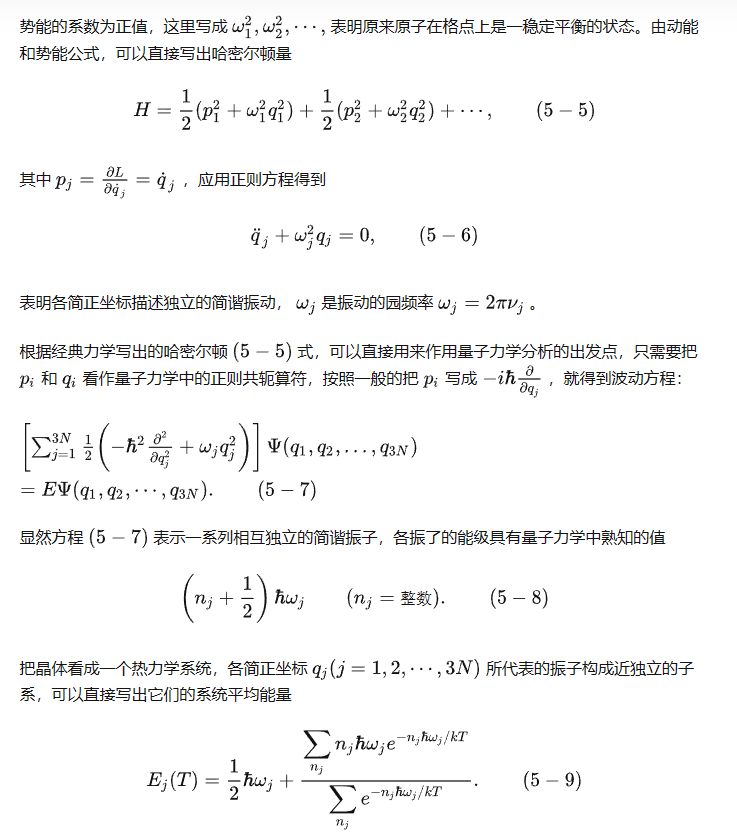 势能的系数为正值，这里写成 $\omega_1^2, \omega_2^2, \cdots,$ 表明原来原子在格点上是一稳定平衡的状态。由动能
和势能公式，可以直接写出哈密尔顿量
$H = \frac{1}{2}(p_1^2 + \omega_1^2 q_1^2) + \frac{1}{2}(p_2^2 + \omega_2^2 q_2^2) + \cdots, \qquad (5-5)$
其中 $p_j = \frac{\partial L}{\partial \dot{q}_j} = \dot{q}_j$ ，应用正则方程得到
$\ddot{q}_j + \omega_j^2 q_j = 0, \qquad (5-6)$
表明各简正坐标描述独立的简谐振动， $\omega_j$ 是振动的园频率 $\omega_j = 2\pi\nu_j$ 。
根据经典力学写出的哈密尔顿 $(5-5)$ 式，可以直接用来作用量子力学分析的出发点，只需要把
$p_i$ 和 $q_i$ 看作量子力学中的正则共轭算符，按照一般的把 $p_i$ 写成 $-i\hbar\frac{\partial}{\partial q_j}$ ，就得到波动方程：
$\left[\sum_{j=1}^{3N} \frac{1}{2}\left(-\hbar^2 \frac{\partial^2}{\partial q_j^2} + \omega_j q_j^2\right)\right] \Psi(q_1, q_2, \ldots, q_{3N})$
$= E\Psi(q_1, q_2, \cdots, q_{3N}). \qquad (5-7)$
显然方程 $(5-7)$ 表示一系列相互独立的简谐振子，各振了的能级具有量子力学中熟知的值
$\left(n_j + \frac{1}{2}\right)\hbar\omega_j \qquad (n_j = 整数). \qquad (5-8)$
把晶体看成一个热力学系统，各简正坐标 $q_j(j = 1, 2, \cdots, 3N)$ 所代表的振子构成近独立的子
系，可以直接写出它们的系统平均能量
$E_j(T) = \frac{1}{2}\hbar\omega_j + \frac{\sum_{n_j} n_j\hbar\omega_j e^{-n_j\hbar\omega_j/kT}}{\sum_{n_j} e^{-n_j\hbar\omega_j/kT}}. \qquad (5-9)$